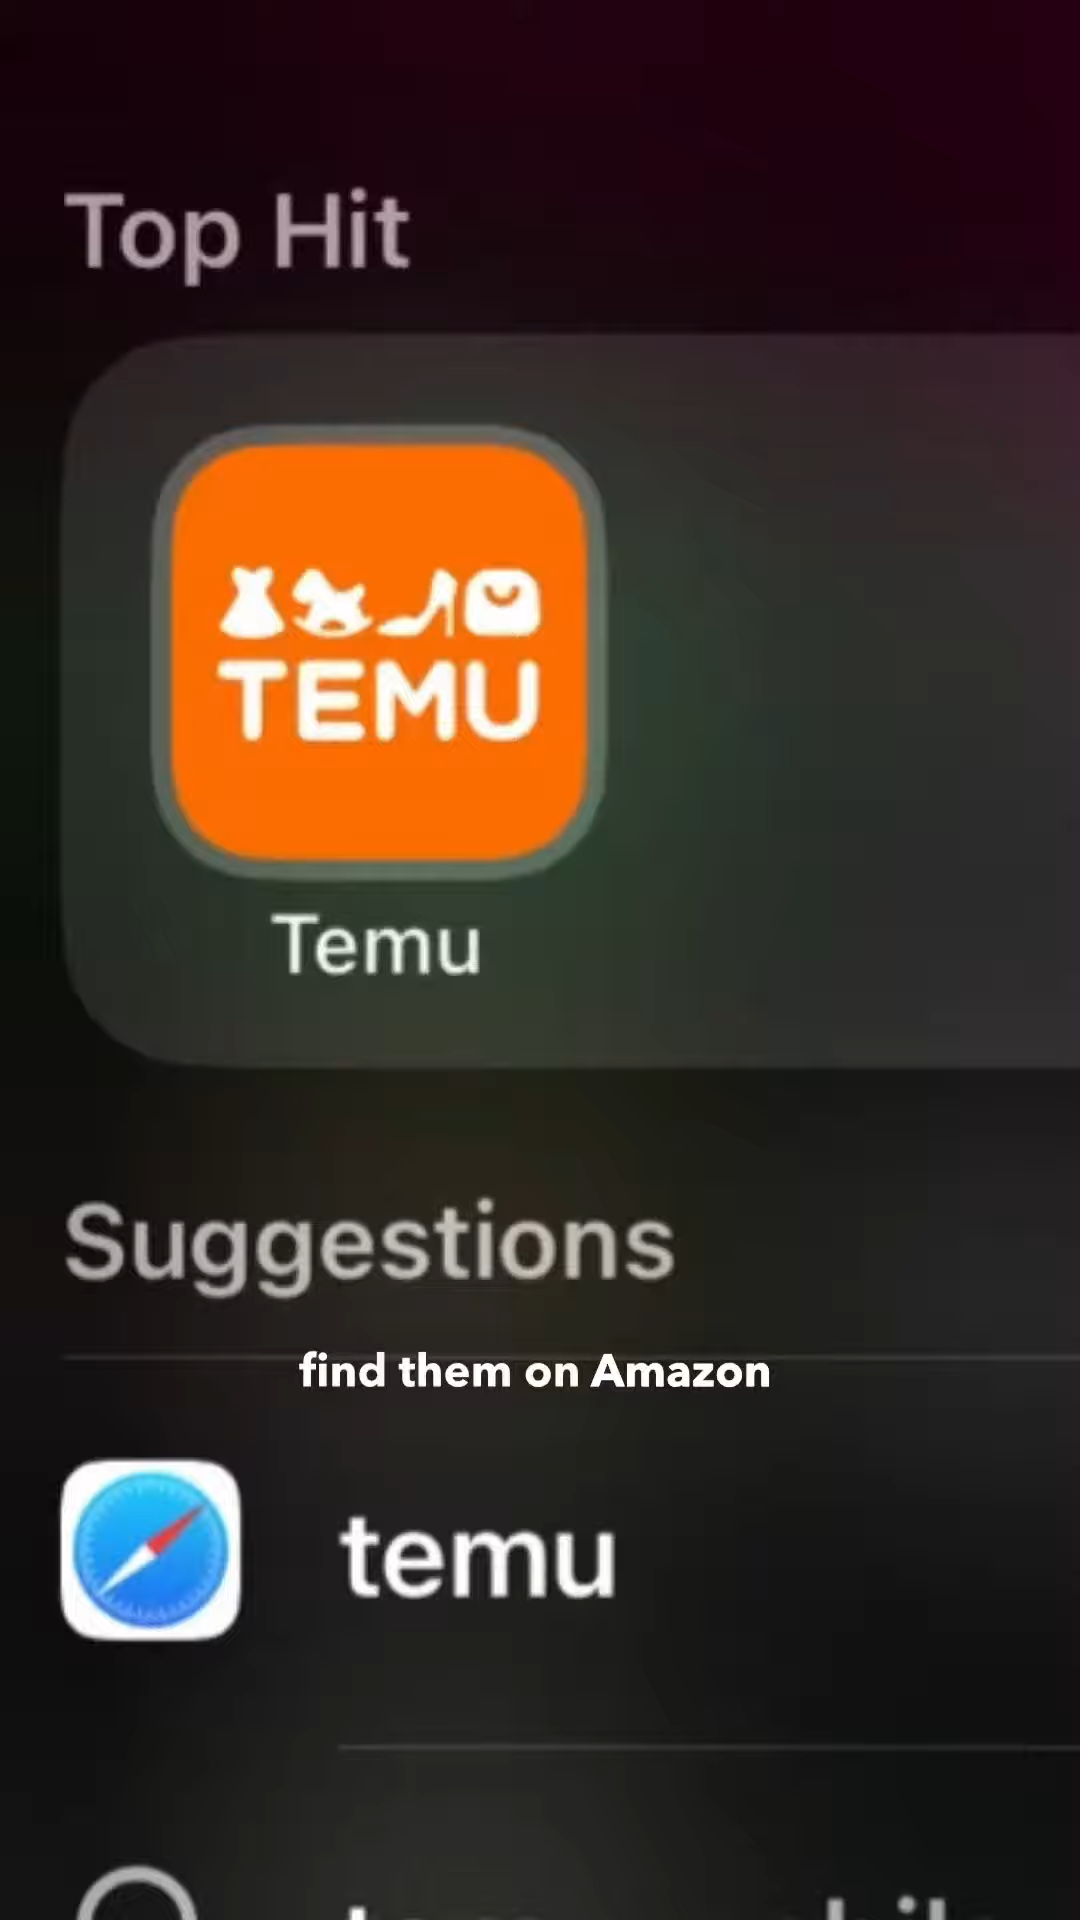 Top Hit
TEMU
Temu
Suggestions
find them on Amazon
temu